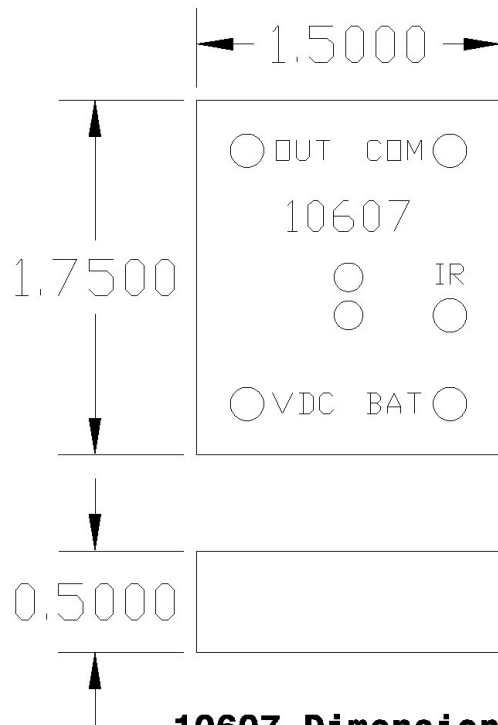 1.5000
OUT COM
10607
1.7500
IR
VDC BAT
0.5000
10607 Dimension